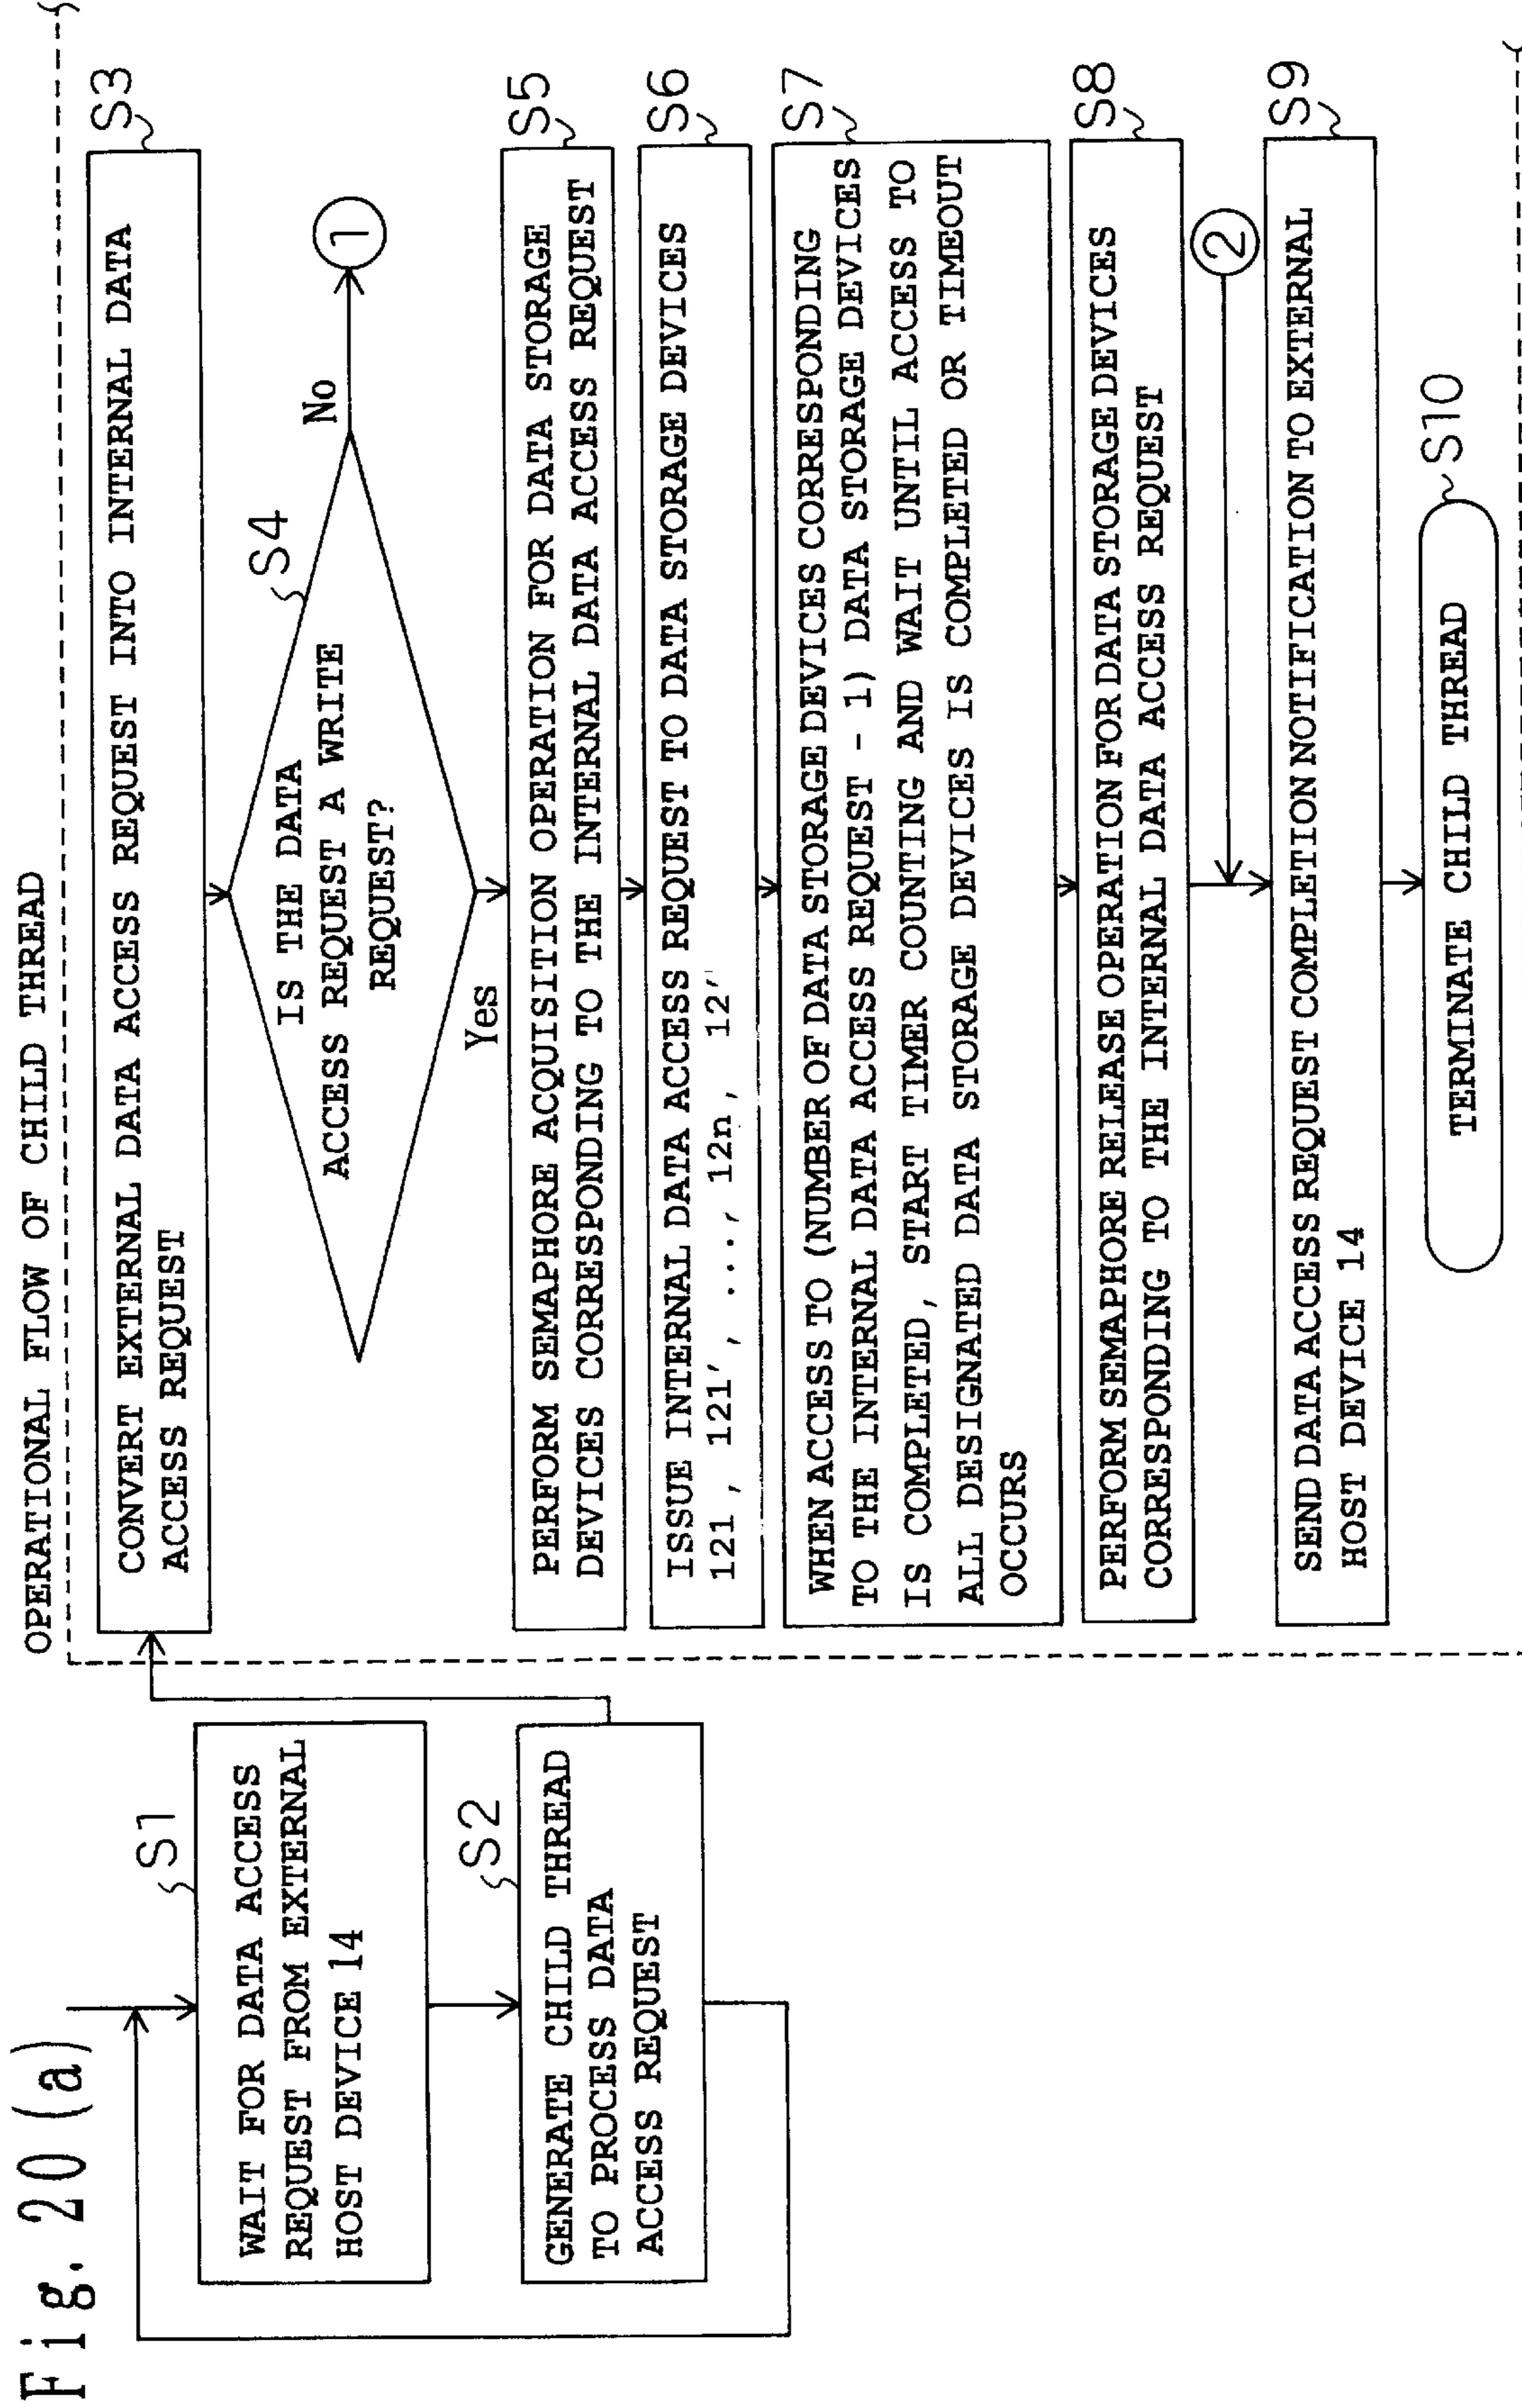 Fig. 20(a)
S1
WAIT FOR DATA ACCESS
REQUEST FROM EXTERNAL
HOST DEVICE 14
S2
GENERATE CHILD THREAD
TO PROCESS DATA
ACCESS REQUEST
OPERATIONAL FLOW OF CHILD THREAD
S3
CONVERT EXTERNAL DATA ACCESS REQUEST INTO INTERNAL DATA
ACCESS REQUEST
S4
IS THE DATA
ACCESS REQUEST A WRITE
REQUEST?
No
1
Yes
S5
PERFORM SEMAPHORE ACQUISITION OPERATION FOR DATA STORAGE
DEVICES CORRESPONDING TO THE INTERNAL DATA ACCESS REQUEST
S6
ISSUE INTERNAL DATA ACCESS REQUEST TO DATA STORAGE DEVICES
121, 121', ..., 12n, 12'
S7
WHEN ACCESS TO (NUMBER OF DATA STORAGE DEVICES CORRESPONDING
TO THE INTERNAL DATA ACCESS REQUEST - 1) DATA STORAGE DEVICES
IS COMPLETED, START TIMER COUNTING AND WAIT UNTIL ACCESS TO
ALL DESIGNATED DATA STORAGE DEVICES IS COMPLETED OR TIMEOUT
OCCURS
S8
PERFORM SEMAPHORE RELEASE OPERATION FOR DATA STORAGE DEVICES
CORRESPONDING TO THE INTERNAL DATA ACCESS REQUEST
2
S9
SEND DATA ACCESS REQUEST COMPLETION NOTIFICATION TO EXTERNAL
HOST DEVICE 14
S10
TERMINATE CHILD THREAD